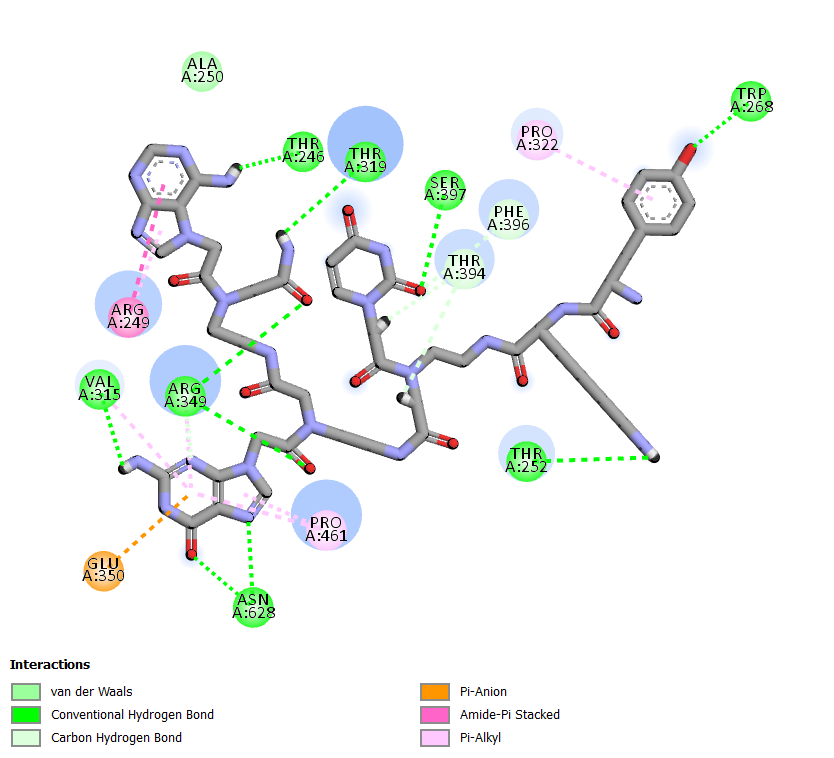 ALA
A:250
TRP
A:268
PRO
A:322
THR
A:246
THR
A:319
SER
A:397
PHE
A:396
THR
A:394
ARG
A:249
VAL
A:315
ARG
A:349
THR
A:252
PRO
A:461
GLU
A:350
ASN
A:628
Interactions
van der Waals
Conventional Hydrogen Bond
Carbon Hydrogen Bond
Pi-Anion
Amide-Pi Stacked
Pi-Alkyl